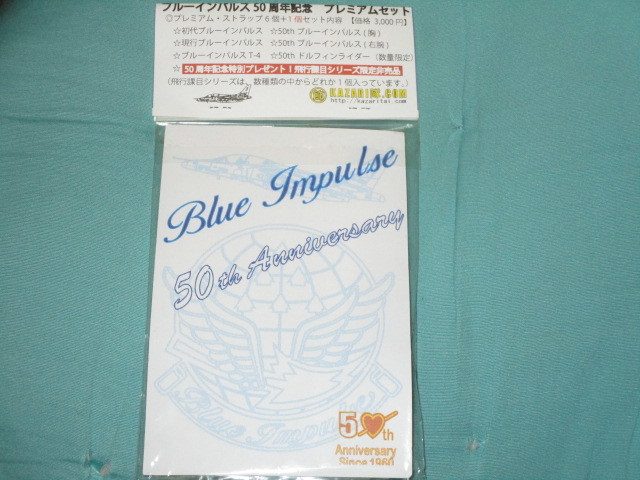 ブルーインパルス 50 周年記念 プレミアムセット
◎プレミアム・ストラップ 6 個+1個セット内容 【価格 3,000円】
☆初代ブルーインパルス ☆50th ブルーインパルス(胸)
☆現行ブルーインパルス ☆50th ブルーインパルス(右腕)
☆ブルーインパルス T-4 ☆50th ドルフィンライダー(数量限定)
☆ 50 周年記念特別プレゼント!飛行課目シリーズ限定非売品
(飛行課目シリーズは、数種類の中からどれか1個入っています。)
KAZARITAI.COM
http://kazaritai.com
Blue Impulse
50th Anniversary
Blue Impulse
50th
Anniversary
Since 1960